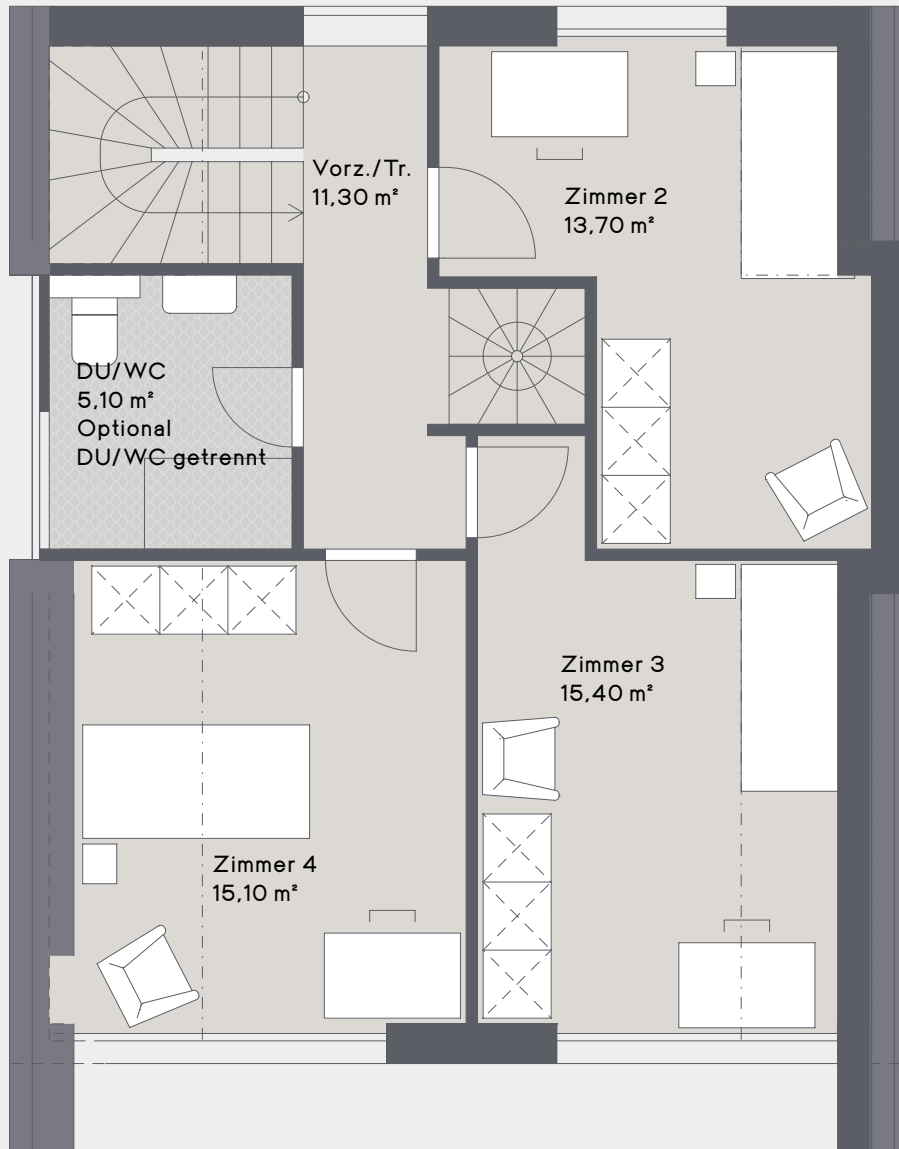 Vorz./Tr.
11,30 m²
Zimmer 2
13,70 m²
DU/WC
5,10 m²
Optional
DU/WC getrennt
Zimmer 3
15,40 m²
Zimmer 4
15,10 m²